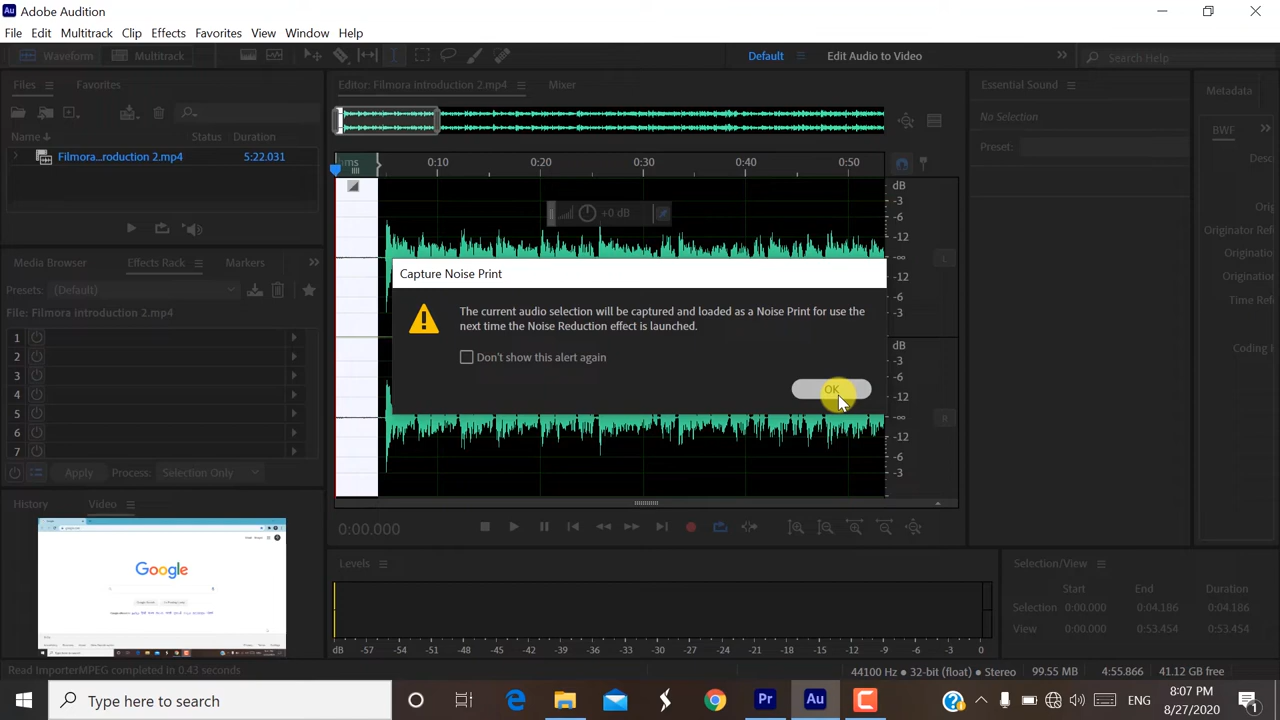 Au Adobe Audition
File Edit Multitrack Clip Effects Favorites View Window Help
Waveform Multitrack Default Edit Audio to Video Search Help
Files Favorites
Name Status Duration
Filmora...roduction 2.mp4 5:22.031
Media Browser Effects Rack Markers
Presets: (Default)
File: Filmora introduction 2.mp4
1
2
3
4
5
6
7
Apply Process: Selection Only
History Video
Google
Editor: Filmora introduction 2.mp4 Mixer
hms 0:10 0:20 0:30 0:40 0:50
+0 dB
dB
-3
-6
-12
-∞
-12
-6
-3
L
dB
-3
-6
-12
-∞
-12
-6
-3
R
Capture Noise Print
The current audio selection will be captured and loaded as a Noise Print for use the
next time the Noise Reduction effect is launched.
Don't show this alert again
OK
0:00.000
Levels
dB -57 -54 -51 -48 -45 -42 -39 -36 -33 -30 -27 -24 -21 -18 -15 -12 -9 -6 -3 0
Essential Sound
No Selection
Preset:
Metadata
BWF
Desc
Orig
Originator Refe
Originatio
Origination
Time Ref
Coding H
Selection/View
Start End Duration
Selection 0:00.000 0:04.186 0:04.186
View 0:00.000 0:53.454 0:53.454
Read ImporterMPEG completed in 0.43 seconds
44100 Hz ● 32-bit (float) ● Stereo 99.55 MB 4:55.866 41.12 GB free
Type here to search
Pr Au ENG
8:07 PM
8/27/2020
1